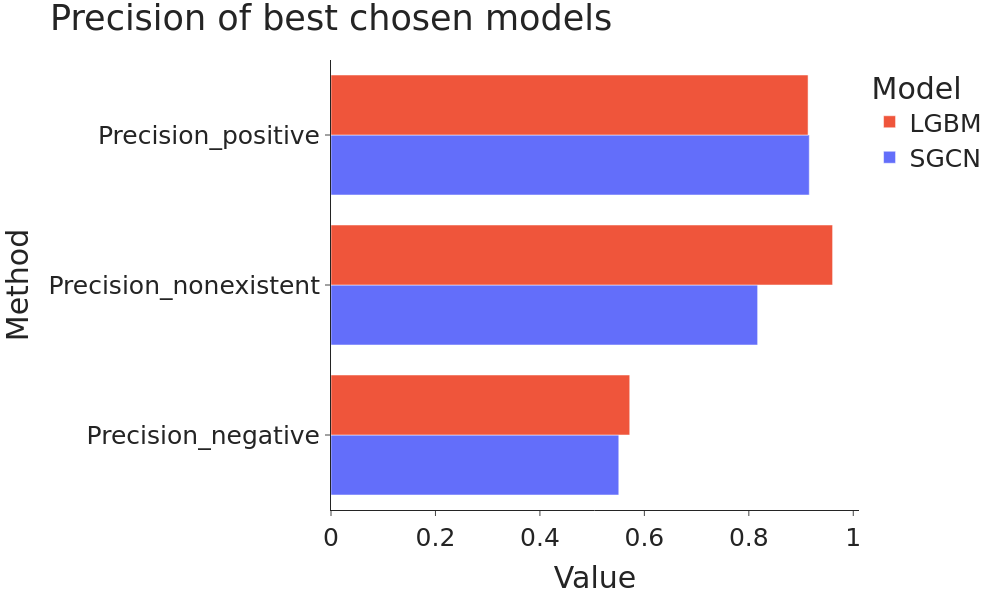 Precision of best chosen models
Model
LGBM
SGCN
Method
Precision_positive
Precision_nonexistent
Precision_negative
0 0.2 0.4 0.6 0.8 1
Value